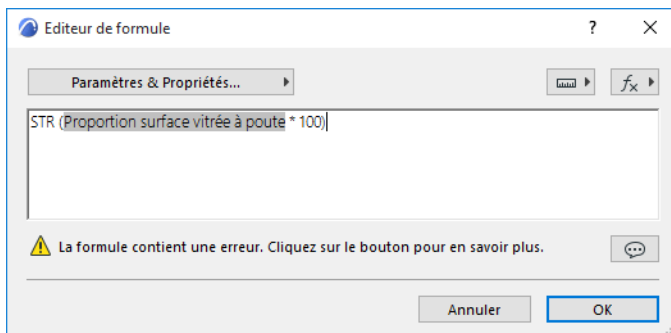 Editeur de formule
?
Paramètres & Propriétés...
fx
STR (Proportion surface vitrée à poute * 100)
La formule contient une erreur. Cliquez sur le bouton pour en savoir plus.
Annuler
OK